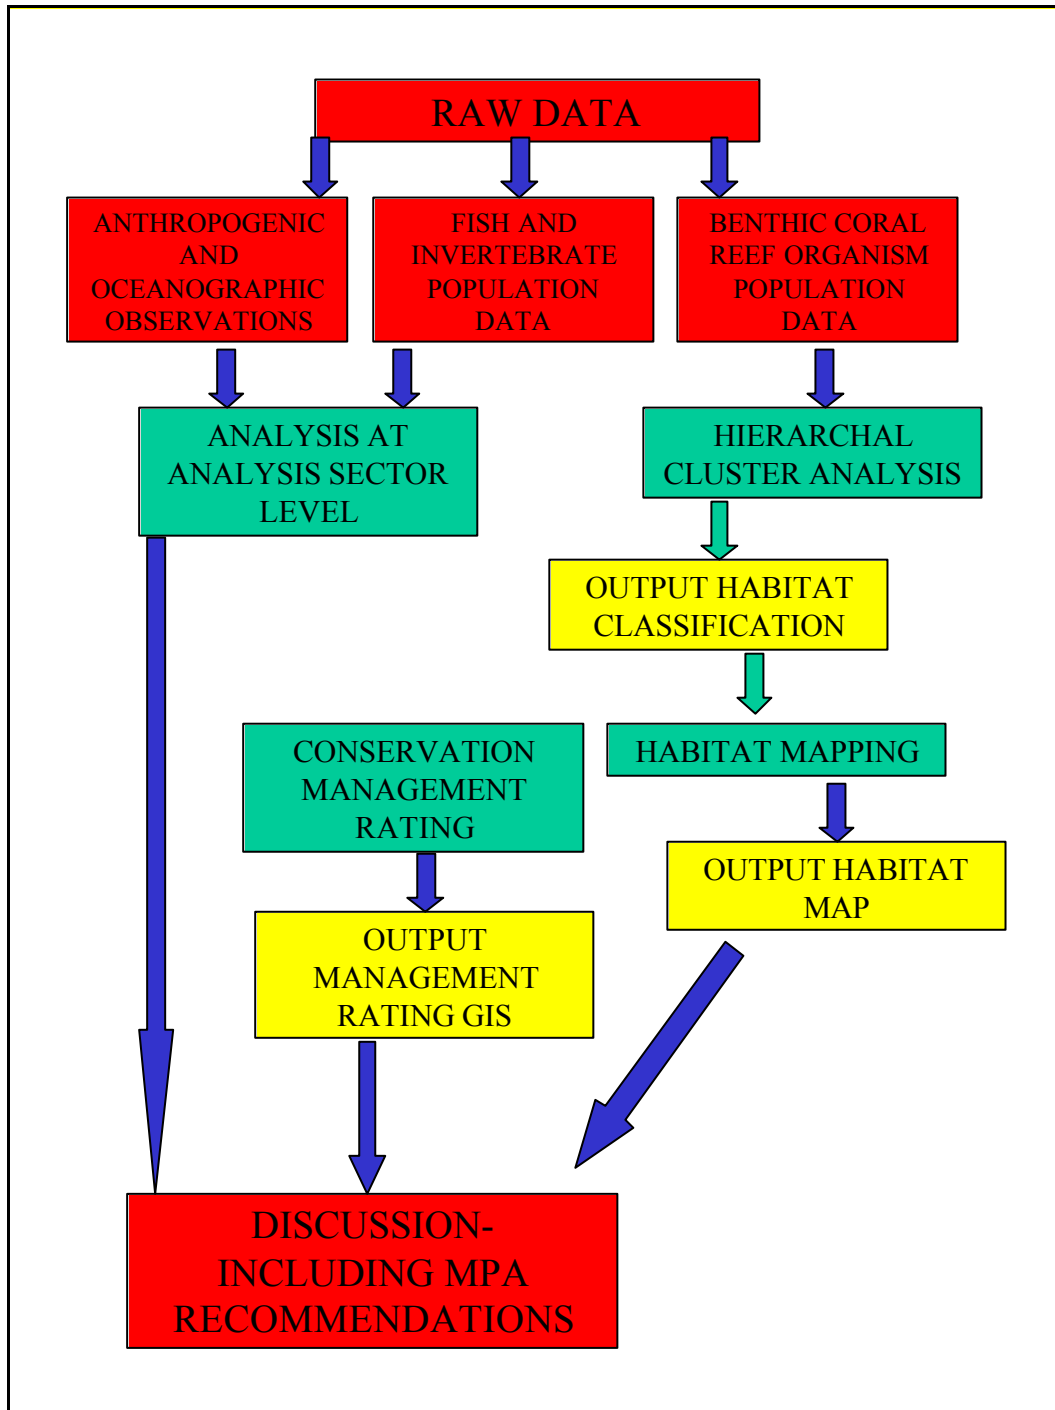 RAW DATA
ANTHROPOGENIC
AND
OCEANOGRAPHIC
OBSERVATIONS
FISH AND
INVERTEBRATE
POPULATION
DATA
BENTHIC CORAL
REEF ORGANISM
POPULATION
DATA
ANALYSIS AT
ANALYSIS SECTOR
LEVEL
HIERARCHAL
CLUSTER ANALYSIS
OUTPUT HABITAT
CLASSIFICATION
CONSERVATION
MANAGEMENT
RATING
HABITAT MAPPING
OUTPUT HABITAT
MAP
OUTPUT
MANAGEMENT
RATING GIS
DISCUSSION-
INCLUDING MPA
RECOMMENDATIONS